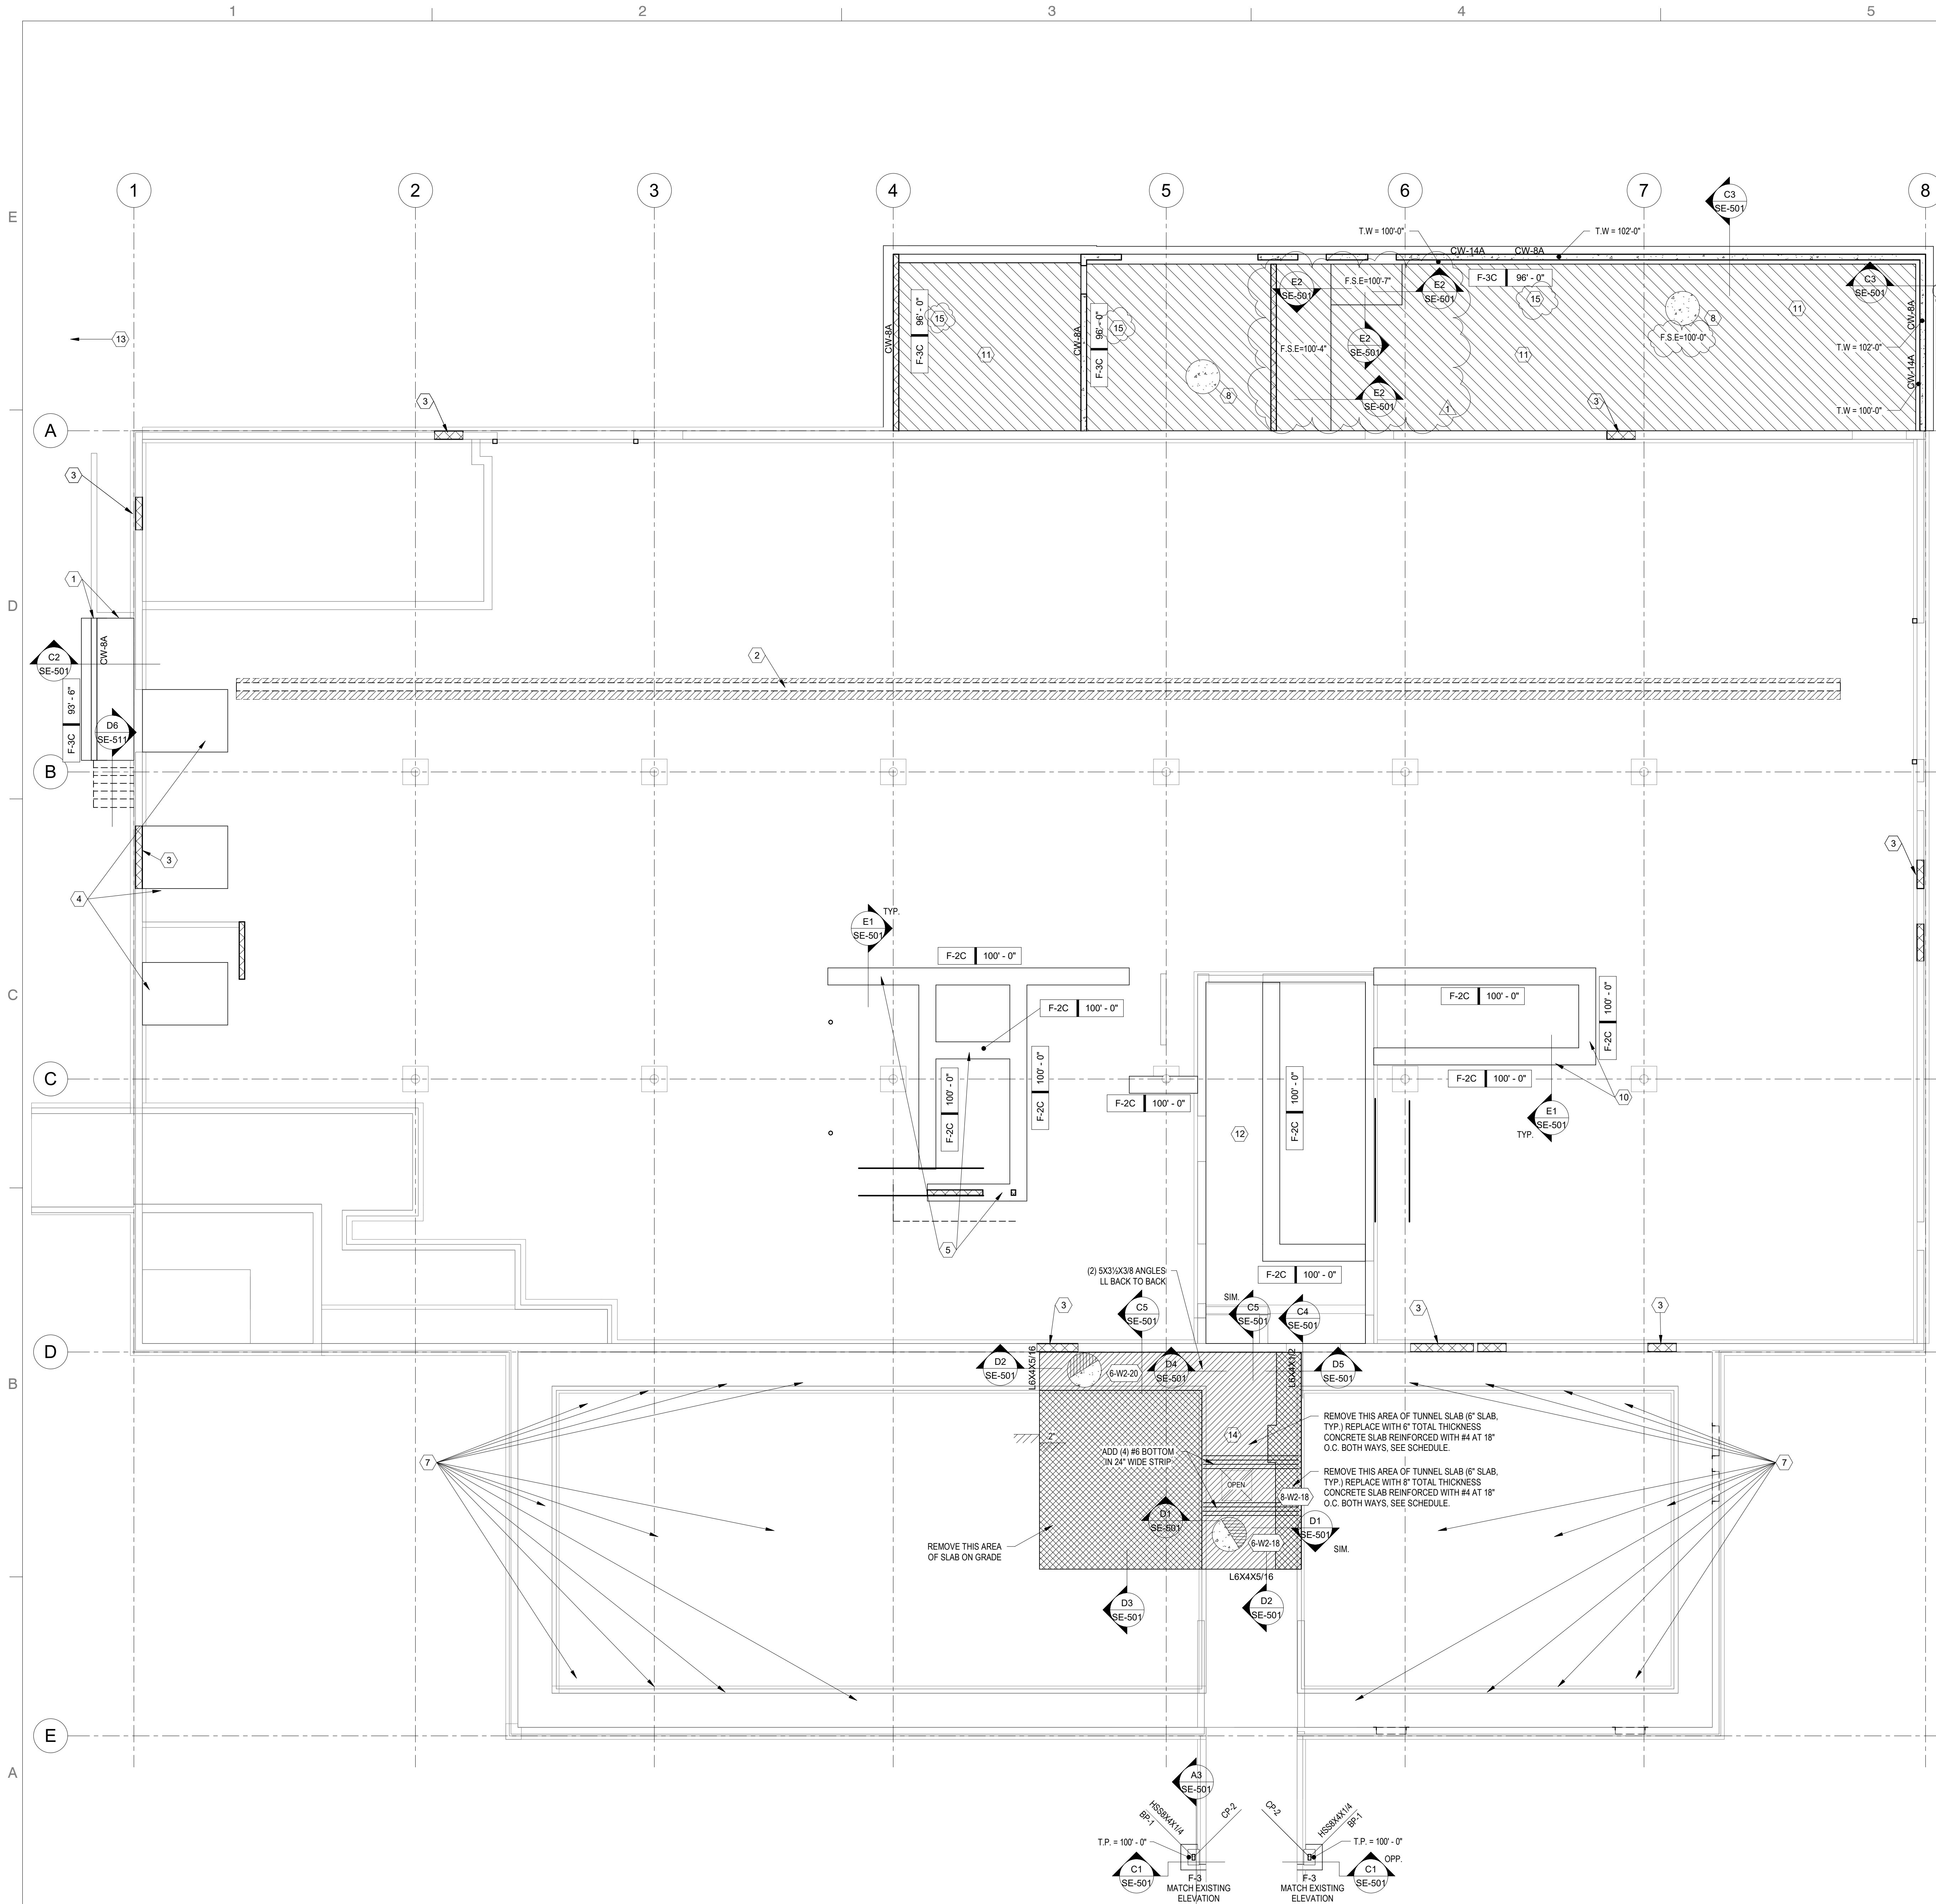 1
2
3
4
5
1
2
3
4
5
6
7
8
C3
SE-501
E
T.W = 100'-0"
T.W = 102'-0"
CW-14A
CW-8A
F-3C
96' - 0"
E2
SE-501
F.S.E=100'-7"
E2
SE-501
C3
SE-501
15
15
15
8
11
CW-8A
F-3C
96' - 0"
CW-8A
F-3C
96' - 0"
CW-8A
13
11
F.S.E=100'-4"
E2
SE-501
11
F.S.E=100'-0"
T.W = 102'-0"
CW-14A
8
E2
SE-501
1
T.W = 100'-0"
3
3
A
3
1
D
CW-8A
C2
SE-501
2
F-3C
93' - 6"
D6
SE-511
B
3
3
4
E1
SE-501
TYP.
F-2C
100' - 0"
C
F-2C
100' - 0"
F-2C
100' - 0"
F-2C
100' - 0"
F-2C
100' - 0"
F-2C
100' - 0"
F-2C
100' - 0"
C
F-2C
100' - 0"
F-2C
100' - 0"
10
12
E1
SE-501
TYP.
5
(2) 5X3½X3/8 ANGLES
LL BACK TO BACK
F-2C
100' - 0"
SIM.
3
C5
SE-501
C5
SE-501
C4
SE-501
3
3
D
D2
SE-501
L6X4X5/16
6-W2-20
D4
SE-501
L6X4X1/2
D5
SE-501
B
REMOVE THIS AREA OF TUNNEL SLAB (6" SLAB,
TYP.) REPLACE WITH 6" TOTAL THICKNESS
CONCRETE SLAB REINFORCED WITH #4 AT 18"
O.C. BOTH WAYS, SEE SCHEDULE.
14
2"
ADD (4) #6 BOTTOM
IN 24" WIDE STRIP
7
7
REMOVE THIS AREA OF TUNNEL SLAB (6" SLAB,
TYP.) REPLACE WITH 8" TOTAL THICKNESS
CONCRETE SLAB REINFORCED WITH #4 AT 18"
O.C. BOTH WAYS, SEE SCHEDULE.
OPEN
8-W2-18
D1
SE-501
D1
SE-501
SIM.
6-W2-18
REMOVE THIS AREA
OF SLAB ON GRADE
L6X4X5/16
D3
SE-501
D2
SE-501
E
A
A3
SE-501
HSS8X4X1/4
BP-1
CP-2
CP-2
HSS8X4X1/4
BP-1
T.P. = 100' - 0"
T.P. = 100' - 0"
C1
SE-501
OPP.
C1
SE-501
F-3
MATCH EXISTING
ELEVATION
F-3
MATCH EXISTING
ELEVATION